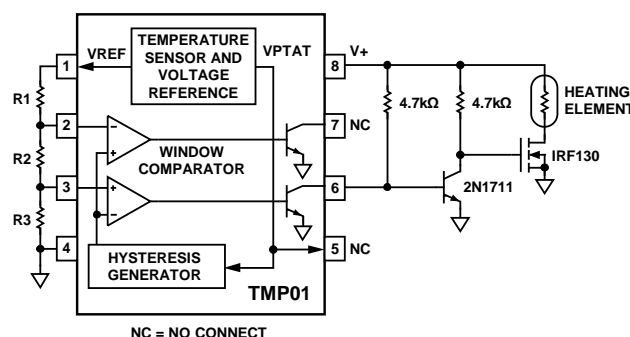 TEMPERATURE
SENSOR AND
VOLTAGE
REFERENCE
VREF
VPTAT
1
2
3
4
R1
R2
R3
WINDOW
COMPARATOR
HYSTERESIS
GENERATOR
TMP01
8
7
6
5
V+
NC
NC
4.7kΩ
4.7kΩ
2N1711
IRF130
HEATING
ELEMENT
NC = NO CONNECT